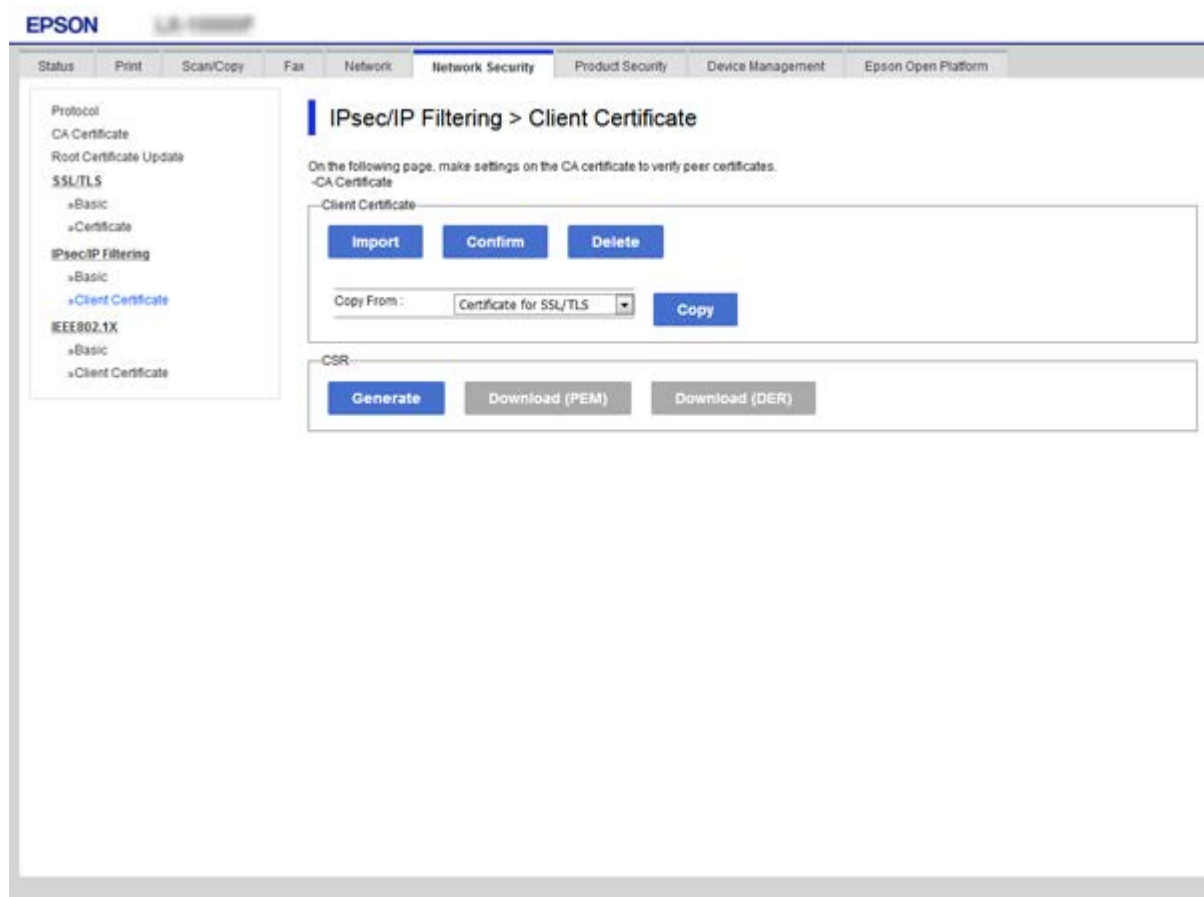 EPSON
Status Print Scan/Copy Fax Network Network Security Product Security Device Management Epson Open Platform
Protocol
CA Certificate
Root Certificate Update
SSL/TLS
»Basic
»Certificate
IPsec/IP Filtering
»Basic
»Client Certificate
IEEE802.1X
»Basic
»Client Certificate
IPsec/IP Filtering > Client Certificate
On the following page, make settings on the CA certificate to verify peer certificates.
-CA Certificate
Client Certificate
Import Confirm Delete
Copy From : Certificate for SSL/TLS Copy
CSR
Generate Download (PEM) Download (DER)